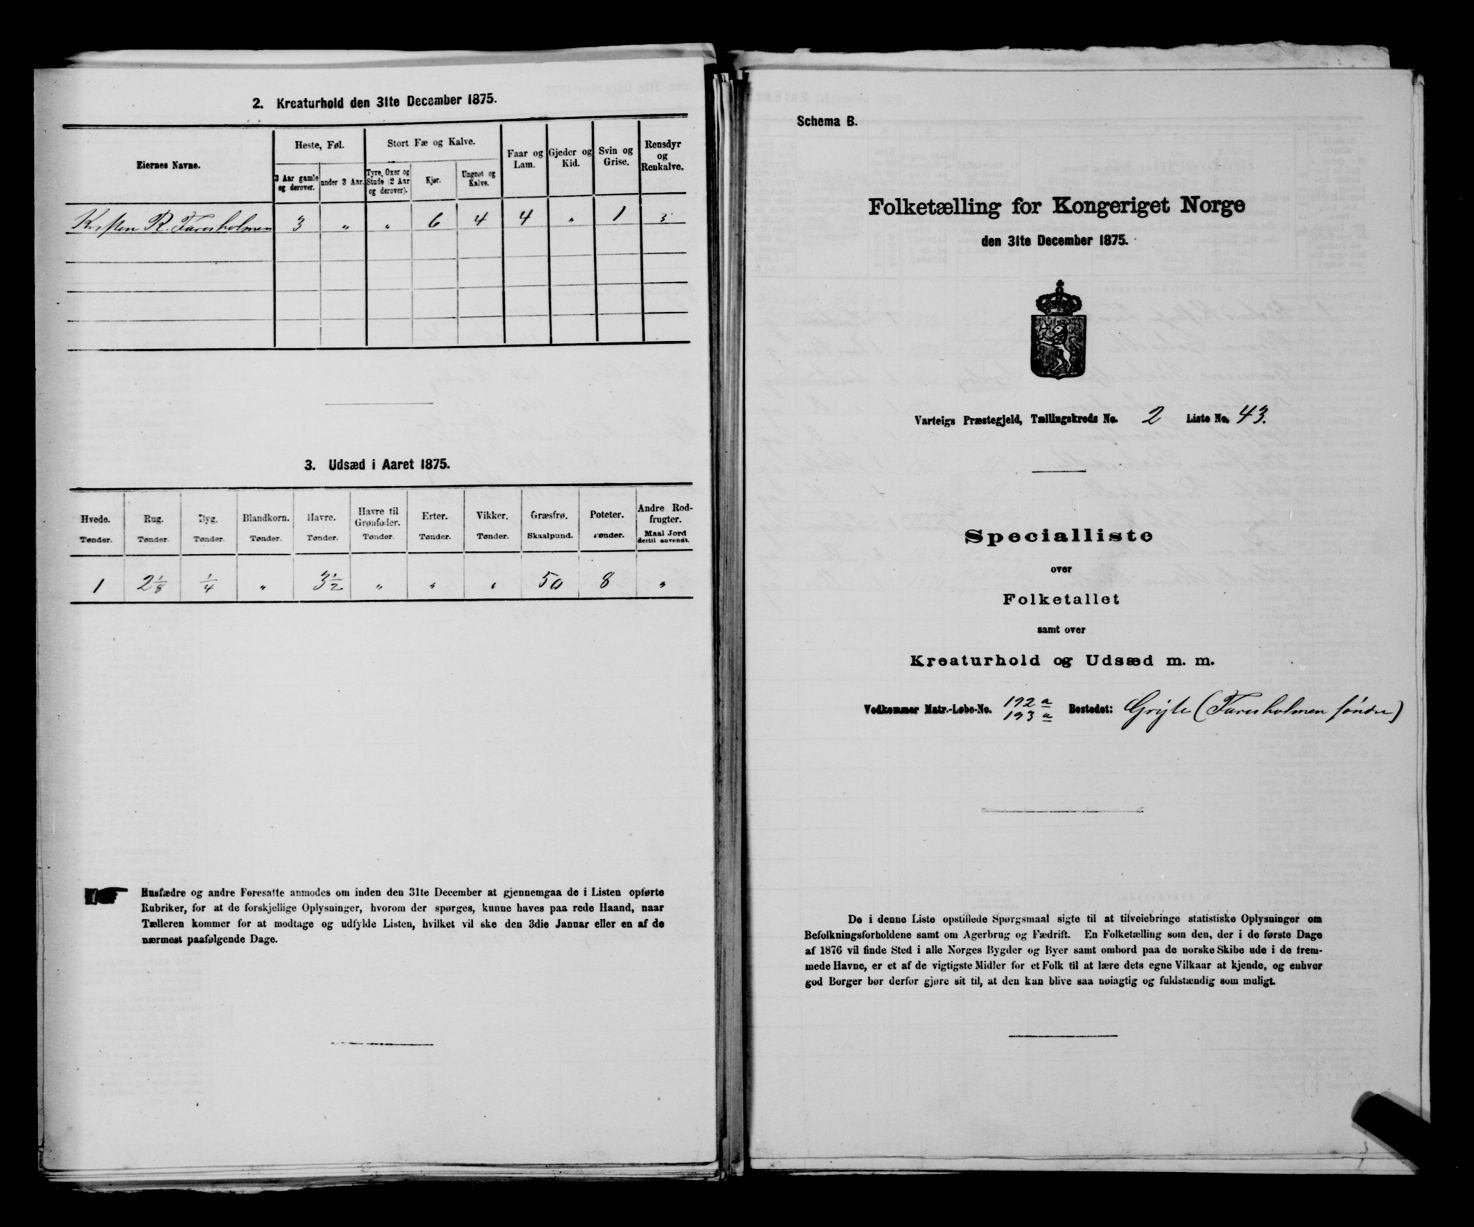 2. Kreaturhold den 31te December 1875.
Eiernes Navne.
Heste, Føl.
3 Aar gamle og derover.
under 3 Aar.
Stort Fæ og Kalve.
Tyre, Oxer og Stude (2 Aar og derover).
Kjør.
Ungnøt og Kalve.
Faar og Lam.
Gjeder og Kid.
Svin og Grise.
Rensdyr og Renkalve.
R. Faresholmen 3 " " 6 4 4 " 1
3. Udsæd i Aaret 1875.
Hvede. Rug. Byg. Blandkorn. Havre. Havre til Grønfoder. Erter. Vikker. Græsfrø. Poteter. Andre Rodfrugter.
Tønder. Tønder. Tønder. Tønder. Tønder. Tønder. Tønder. Tønder. Skaalpund. Tønder. Maal Jord dertil anvendt.
1 2 1/8 1/4 " 3 1/2 " " " 50 8 "
Husfædre og andre Foresatte anmodes om inden den 31te December at gjennemgaa de i Listen opførte
Rubriker, for at de forskjellige Oplysninger, hvorom der spørges, kunne haves paa rede Haand, naar
Tælleren kommer for at modtage og udfylde Listen, hvilket vil ske den 3die Januar eller en af de
nærmest paafølgende Dage.
Schema B.
Folketælling for Kongeriget Norge
den 31te December 1875.
Varteigs Præstegjeld, Tællingskreds No. 2 Liste No. 43.
Specialliste
over
Folketallet
samt over
Kreaturhold og Udsæd m. m.
Vedkommer Matr.-Løbe-No. 192 a Bostedet: (Faresholmen søndre)
193 a
De i denne Liste opstillede Spørgsmaal sigte til at tilveiebringe statistiske Oplysninger om
Befolkningsforholdene samt om Agerbrug og Fædrift. En Folketælling som den, der i de første Dage
af 1876 vil finde Sted i alle Norges Bygder og Byer samt ombord paa de norske Skibe ude i de frem-
mede Havne, er et af de vigtigste Midler for et Folk til at lære dets egne Vilkaar at kjende, og enhver
god Borger bør derfor gjøre sit til, at den kan blive saa nøiagtig og fuldstændig som muligt.